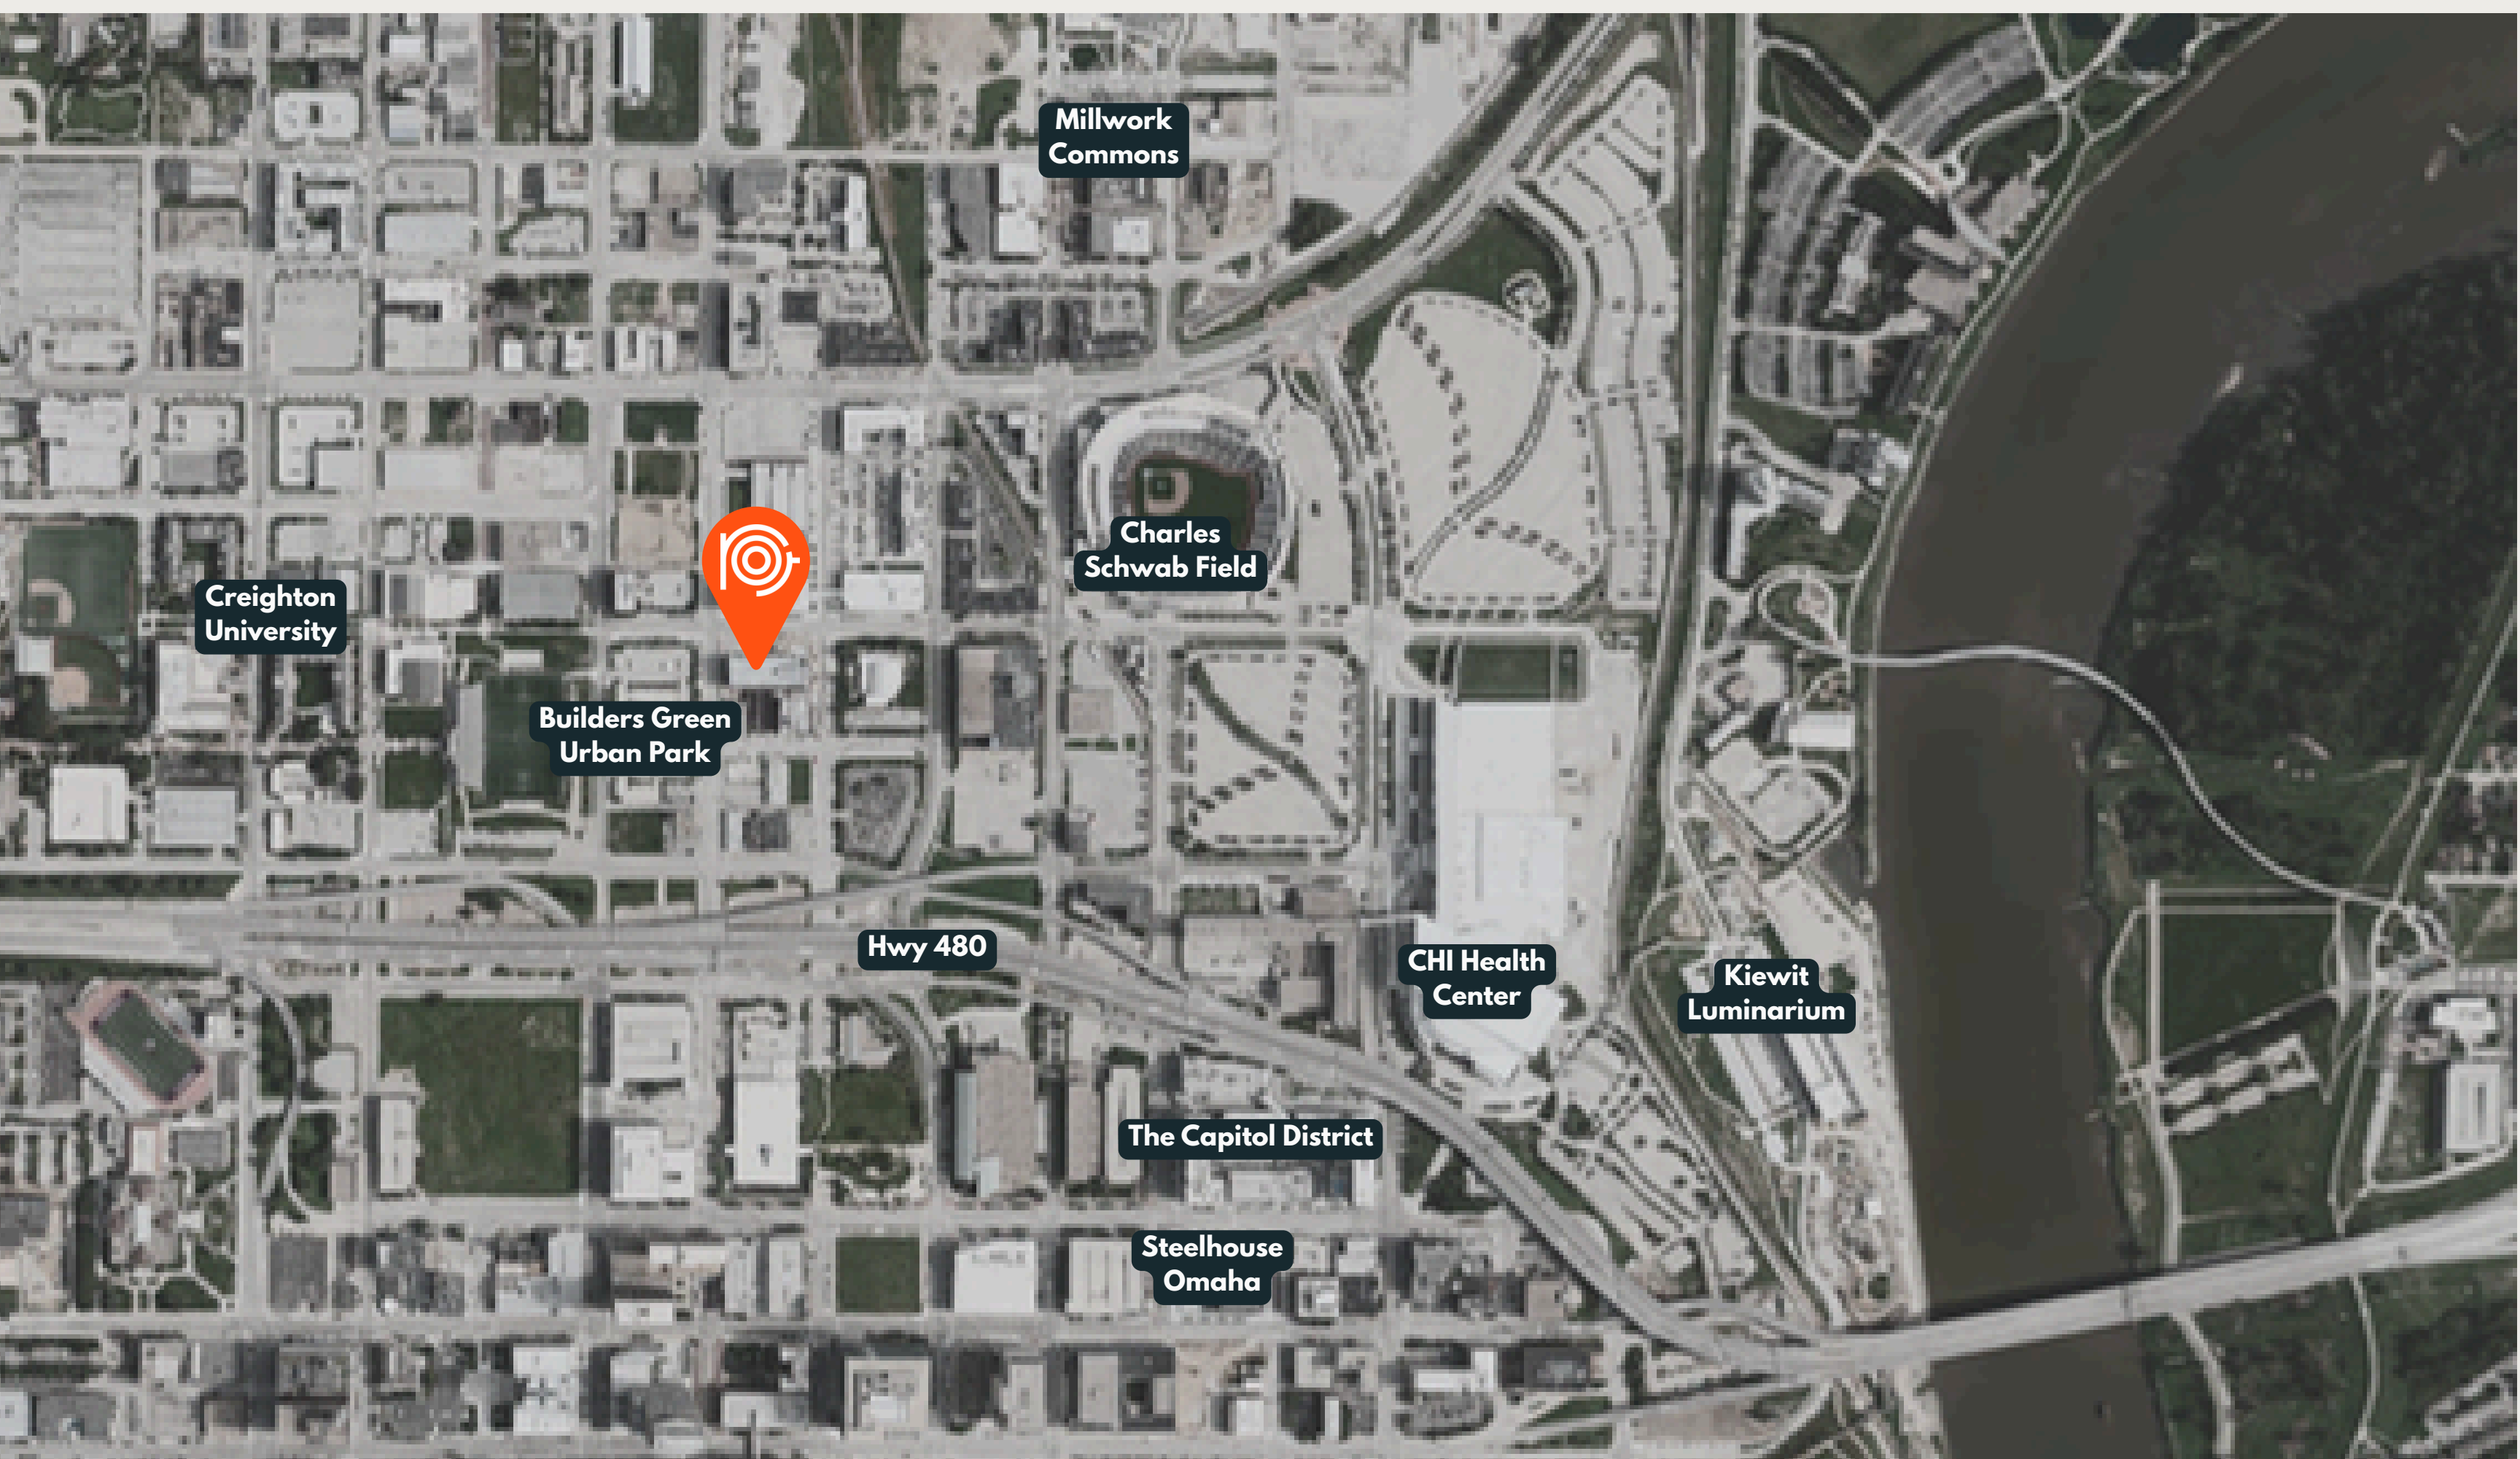 Millwork
Commons
Charles
Schwab Field
Creighton
University
Builders Green
Urban Park
Hwy 480
CHI Health
Center
Kiewit
Luminarium
The Capitol District
Steelhouse
Omaha